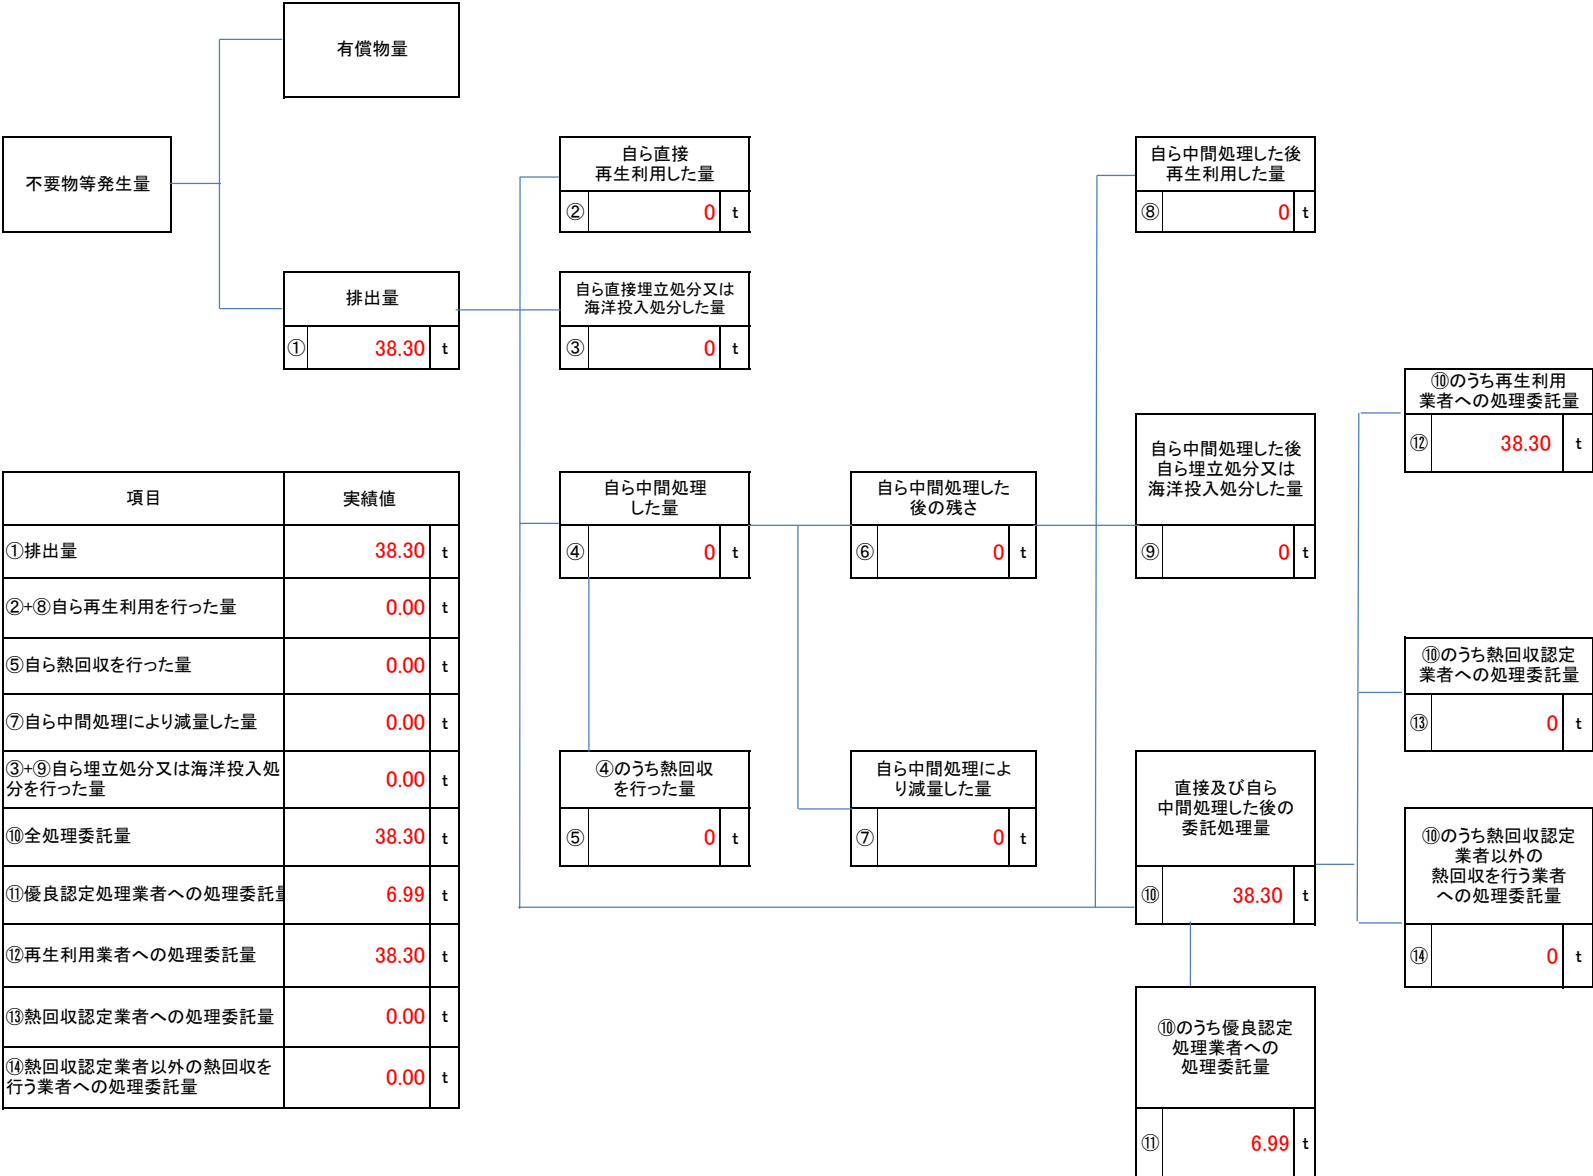 有償物量
不要物等発生量
排出量
① 38.30 t
自ら直接
再生利用した量
② 0 t
自ら直接埋立処分又は
海洋投入処分した量
③ 0 t
自ら中間処理
した量
④ 0 t
④のうち熱回収
を行った量
⑤ 0 t
自ら中間処理した
後の残さ
⑥ 0 t
自ら中間処理によ
り減量した量
⑦ 0 t
自ら中間処理した後
再生利用した量
⑧ 0 t
自ら中間処理した後
自ら埋立処分又は
海洋投入処分した量
⑨ 0 t
直接及び自ら
中間処理した後の
委託処理量
⑩ 38.30 t
⑩のうち優良認定
処理業者への
処理委託量
⑪ 6.99 t
⑩のうち再生利用
業者への処理委託量
⑫ 38.30 t
⑩のうち熱回収認定
業者への処理委託量
⑬ 0 t
⑩のうち熱回収認定
業者以外の
熱回収を行う業者
への処理委託量
⑭ 0 t
項目 実績値
①排出量 38.30 t
②+⑧自ら再生利用を行った量 0.00 t
⑤自ら熱回収を行った量 0.00 t
⑦自ら中間処理により減量した量 0.00 t
③+⑨自ら埋立処分又は海洋投入処
分を行った量 0.00 t
⑩全処理委託量 38.30 t
⑪優良認定処理業者への処理委託量 6.99 t
⑫再生利用業者への処理委託量 38.30 t
⑬熱回収認定業者への処理委託量 0.00 t
⑭熱回収認定業者以外の熱回収を
行う業者への処理委託量 0.00 t